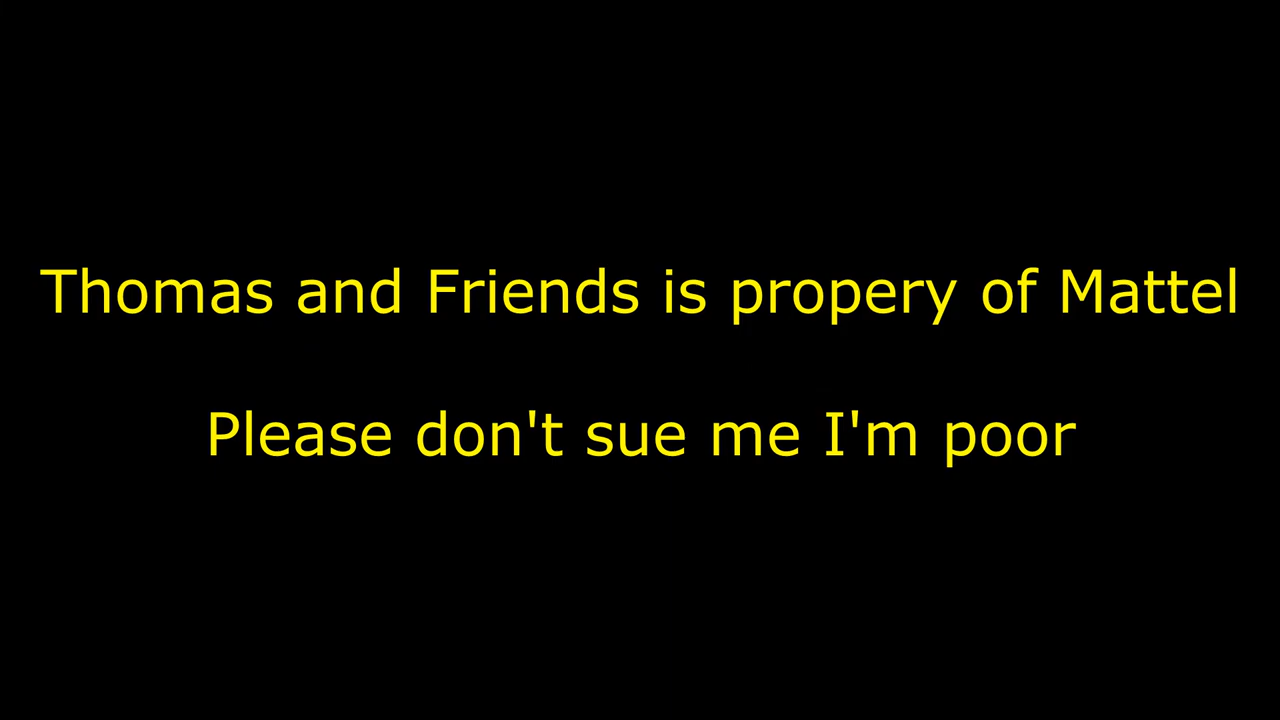 Thomas and Friends is propery of Mattel
Please don't sue me I'm poor